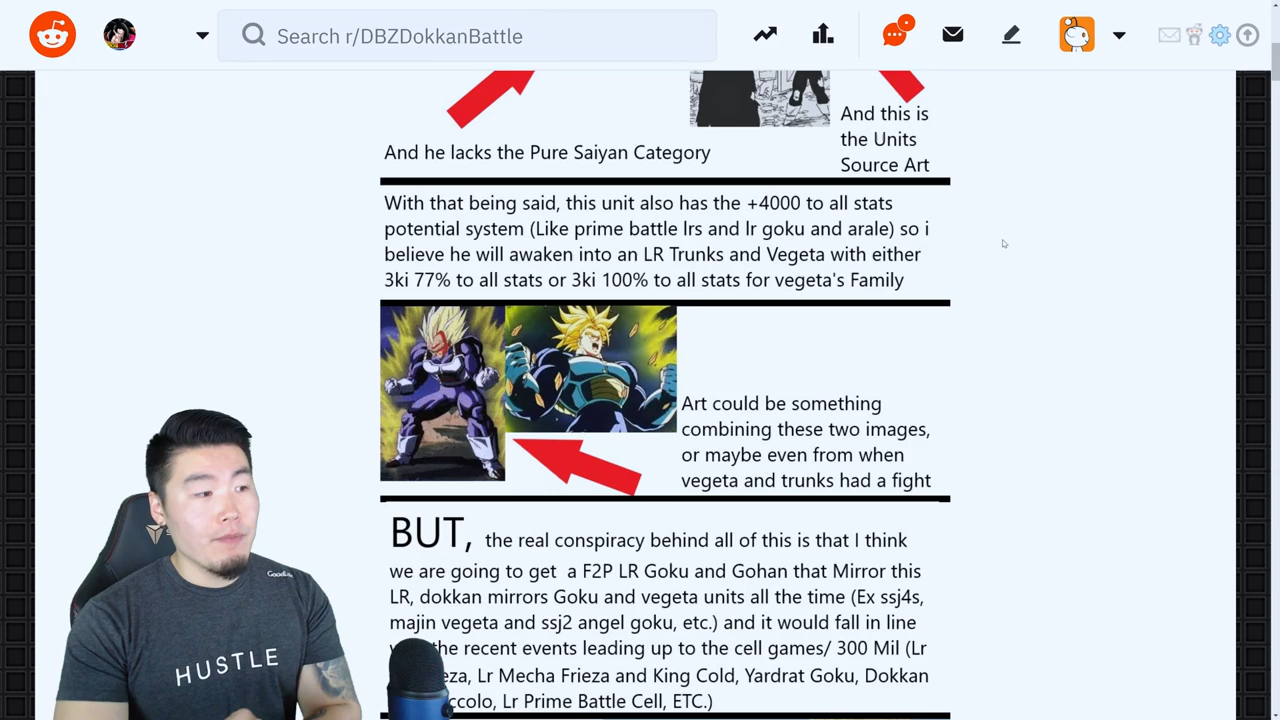 Search r/DBZDokkanBattle
And this is
the Units
Source Art
And he lacks the Pure Saiyan Category
With that being said, this unit also has the +4000 to all stats
potential system (Like prime battle lrs and lr goku and arale) so i
believe he will awaken into an LR Trunks and Vegeta with either
3ki 77% to all stats or 3ki 100% to all stats for vegeta's Family
Art could be something
combining these two images,
or maybe even from when
vegeta and trunks had a fight
BUT, the real conspiracy behind all of this is that I think
we are going to get a F2P LR Goku and Gohan that Mirror this
LR, dokkan mirrors Goku and vegeta units all the time (Ex ssj4s,
majin vegeta and ssj2 angel goku, etc.) and it would fall in line
the recent events leading up to the cell games/ 300 Mil (Lr
Lr Mecha Frieza and King Cold, Yardrat Goku, Dokkan
Lr Prime Battle Cell, ETC.)
HUSTLE